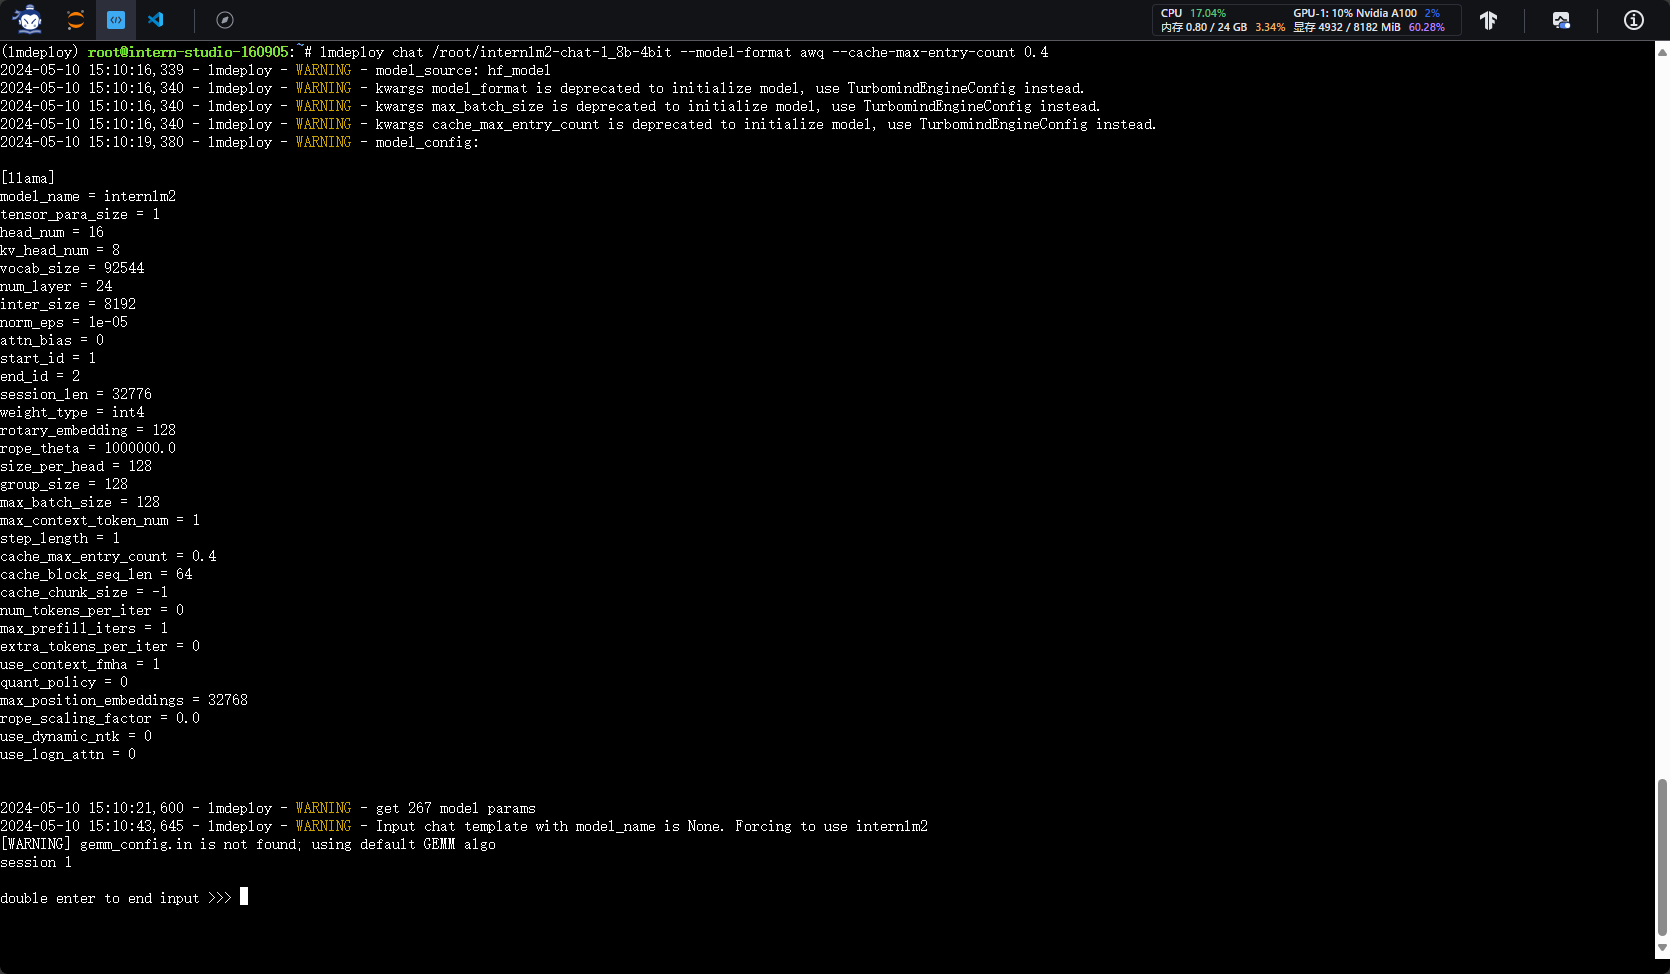 CPU 17.04% GPU-1: 10% Nvidia A100 2%
内存 0.80 / 24 GB 3.34% 显存 4932 / 8182 MiB 60.28%
(lmdeploy) root@intern-studio-160905:~# lmdeploy chat /root/internlm2-chat-1_8b-4bit --model-format awq --cache-max-entry-count 0.4
2024-05-10 15:10:16,339 - lmdeploy - WARNING - model_source: hf_model
2024-05-10 15:10:16,340 - lmdeploy - WARNING - kwargs model_format is deprecated to initialize model, use TurbomindEngineConfig instead.
2024-05-10 15:10:16,340 - lmdeploy - WARNING - kwargs max_batch_size is deprecated to initialize model, use TurbomindEngineConfig instead.
2024-05-10 15:10:16,340 - lmdeploy - WARNING - kwargs cache_max_entry_count is deprecated to initialize model, use TurbomindEngineConfig instead.
2024-05-10 15:10:19,380 - lmdeploy - WARNING - model_config:
[llama]
model_name = internlm2
tensor_para_size = 1
head_num = 16
kv_head_num = 8
vocab_size = 92544
num_layer = 24
inter_size = 8192
norm_eps = 1e-05
attn_bias = 0
start_id = 1
end_id = 2
session_len = 32776
weight_type = int4
rotary_embedding = 128
rope_theta = 1000000.0
size_per_head = 128
group_size = 128
max_batch_size = 128
max_context_token_num = 1
step_length = 1
cache_max_entry_count = 0.4
cache_block_seq_len = 64
cache_chunk_size = -1
num_tokens_per_iter = 0
max_prefill_iters = 1
extra_tokens_per_iter = 0
use_context_fmha = 1
quant_policy = 0
max_position_embeddings = 32768
rope_scaling_factor = 0.0
use_dynamic_ntk = 0
use_logn_attn = 0
2024-05-10 15:10:21,600 - lmdeploy - WARNING - get 267 model params
2024-05-10 15:10:43,645 - lmdeploy - WARNING - Input chat template with model_name is None. Forcing to use internlm2
[WARNING] gemm_config.in is not found; using default GEMM algo
session 1
double enter to end input >>>